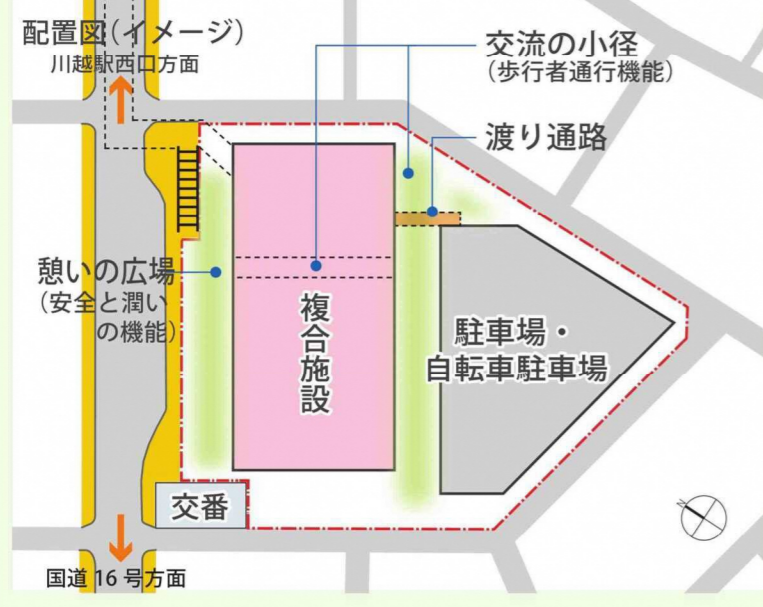 配置図(イメージ)
川越駅西口方面
交流の小径
(歩行者通行機能)
渡り通路
憩いの広場
(安全と潤い
の機能)
複合施設
駐車場・
自転車駐車場
交番
N
国道16号方面